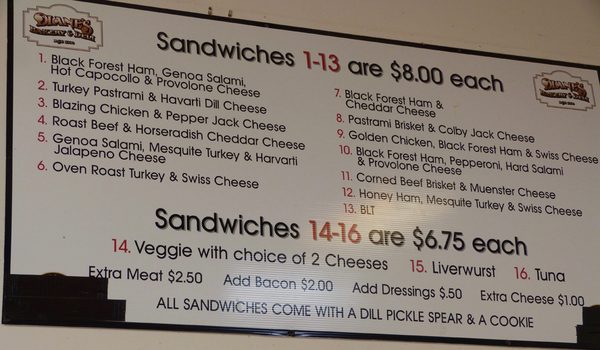 DIANE'S
BAKERY & DELI
Sandwiches 1-13 are $8.00 each
1. Black Forest Ham, Genoa Salami,
Hot Capocollo & Provolone Cheese
2. Turkey Pastrami & Havarti Dill Cheese
3. Blazing Chicken & Pepper Jack Cheese
4. Roast Beef & Horseradish Cheddar Cheese
5. Genoa Salami, Mesquite Turkey & Harvarti
Jalapeno Cheese
6. Oven Roast Turkey & Swiss Cheese
7. Black Forest Ham &
Cheddar Cheese
8. Pastrami Brisket & Colby Jack Cheese
9. Golden Chicken, Black Forest Ham & Swiss Cheese
10. Black Forest Ham, Pepperoni, Hard Salami
& Provolone Cheese
11. Corned Beef Brisket & Muenster Cheese
12. Honey Ham, Mesquite Turkey & Swiss Cheese
13. BLT
DIANE'S
BAKERY & DELI
Sandwiches 14-16 are $6.75 each
14. Veggie with choice of 2 Cheeses 15. Liverwurst 16. Tuna
Extra Meat $2.50 Add Bacon $2.00 Add Dressings $.50 Extra Cheese $1.00
ALL SANDWICHES COME WITH A DILL PICKLE SPEAR & A COOKIE